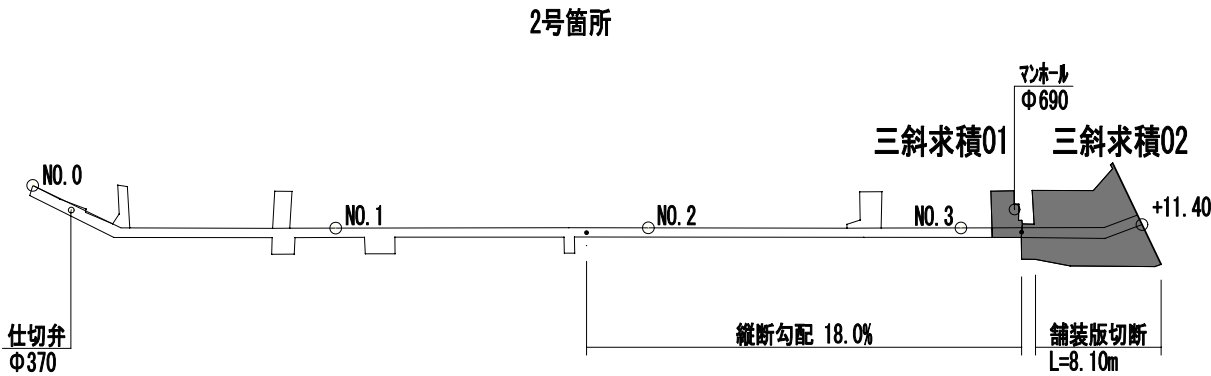 2号箇所
マンホール
Φ690
三斜求積01
三斜求積02
NO.0
NO.1
NO.2
NO.3
+11.40
仕切弁
Φ370
縦断勾配 18.0%
舗装版切断
L=8.10m